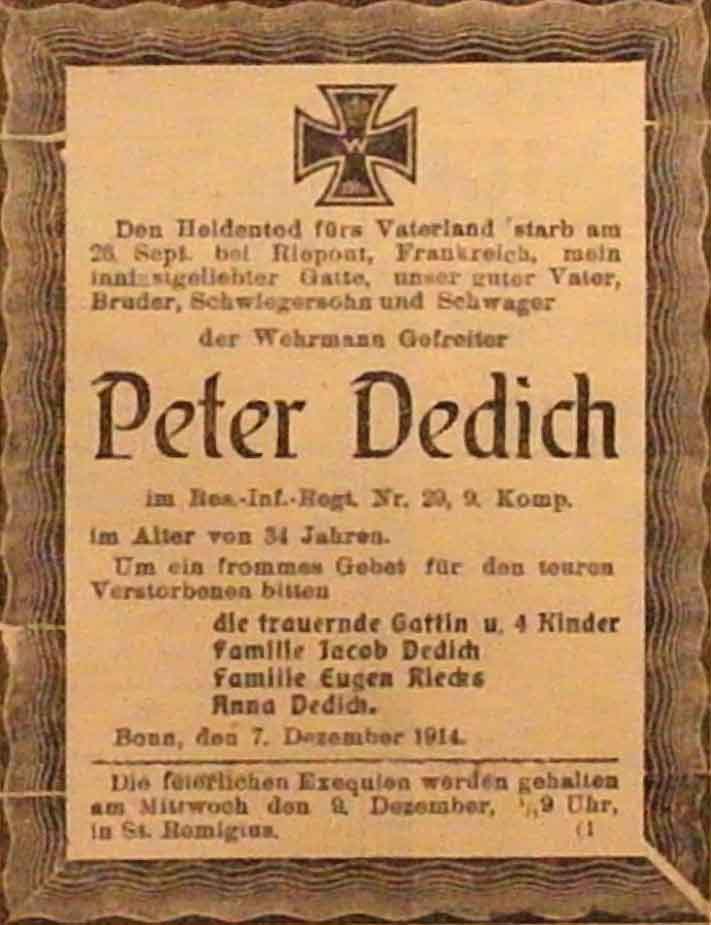 W
Den Heldentod fürs Vaterland starb am
26. Sept. bei Ripont, Frankreich, mein
innigstgeliebter Gatte, unser guter Vater,
Bruder, Schwiegersohn und Schwager
der Wehrmann Gefreiter
Peter Dedich
im Res.-Inf.-Regt. Nr. 29, 9. Komp.
im Alter von 34 Jahren.
Um ein frommes Gebet für den teuren
Verstorbenen bitten
die trauernde Gattin u. 4 Kinder
Familie Jacob Dedich
Familie Eugen Riecks
Anna Dedich.
Bonn, den 7. Dezember 1914.
Die feierlichen Exequien werden gehalten
am Mittwoch den 9. Dezember, 9 Uhr,
in St. Remigius. (1